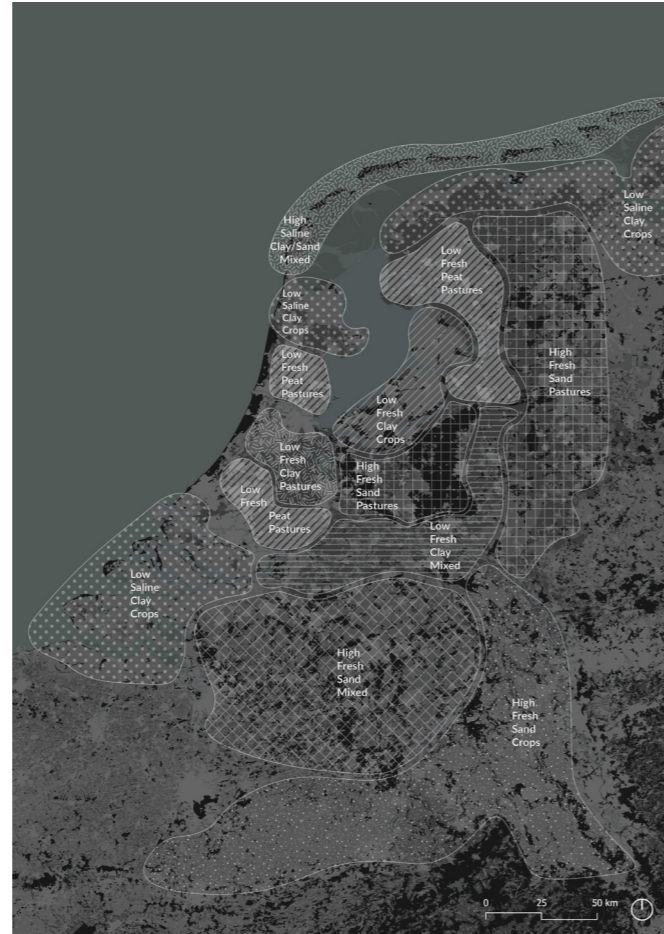 Low
Saline
Clay
Crops
High
Saline
Clay/Sand
Mixed
Low
Fresh
Peat
Pastures
Low
Saline
Clay
Crops
Low
Fresh
Peat
Pastures
High
Fresh
Sand
Pastures
Low
Fresh
Clay
Crops
Low
Fresh
Clay
Pastures
High
Fresh
Sand
Pastures
Low
Fresh
Peat
Pastures
Low
Fresh
Clay
Mixed
Low
Saline
Clay
Crops
High
Fresh
Sand
Mixed
High
Fresh
Sand
Crops
0 25 50 km